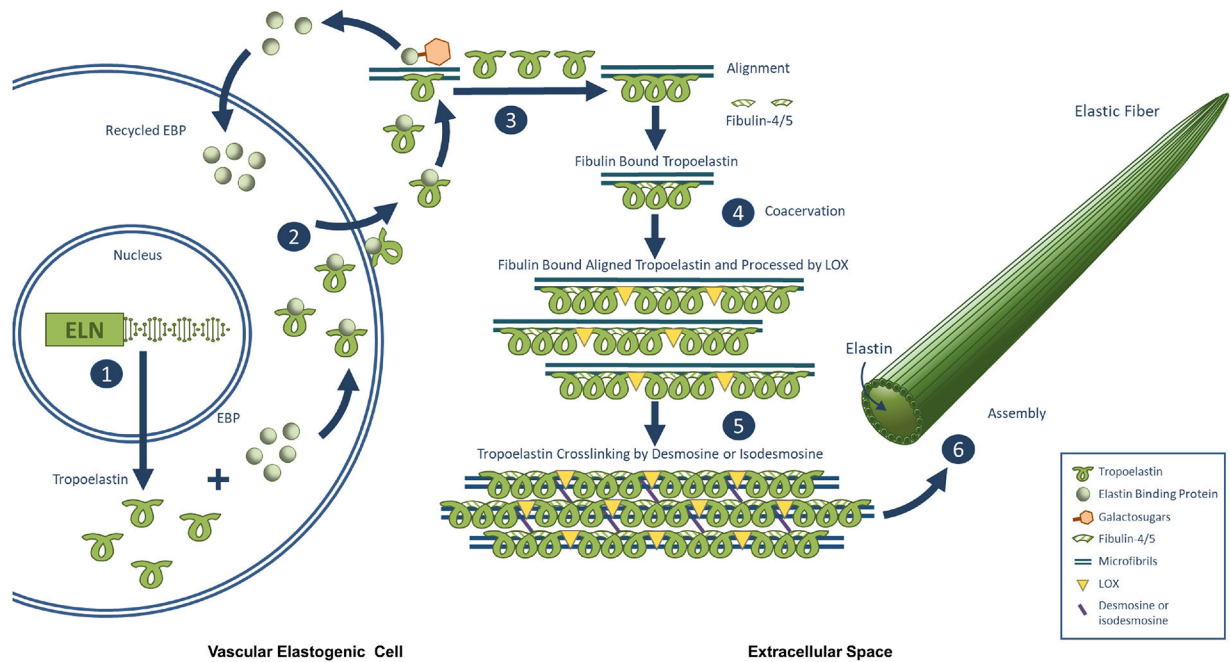 Recycled EBP
Nucleus
ELN
1
EBP
Tropoelastin
+
2
3
Alignment
Fibulin-4/5
Fibulin Bound Tropoelastin
4
Coacervation
Fibulin Bound Aligned Tropoelastin and Processed by LOX
5
Tropoelastin Crosslinking by Desmosine or Isodesmosine
Elastic Fiber
Elastin
Assembly
6
Tropoelastin
Elastin Binding Protein
Galactosugars
Fibulin-4/5
Microfibrils
LOX
Desmosine or
isodesmosine
Vascular Elastogenic Cell
Extracellular Space